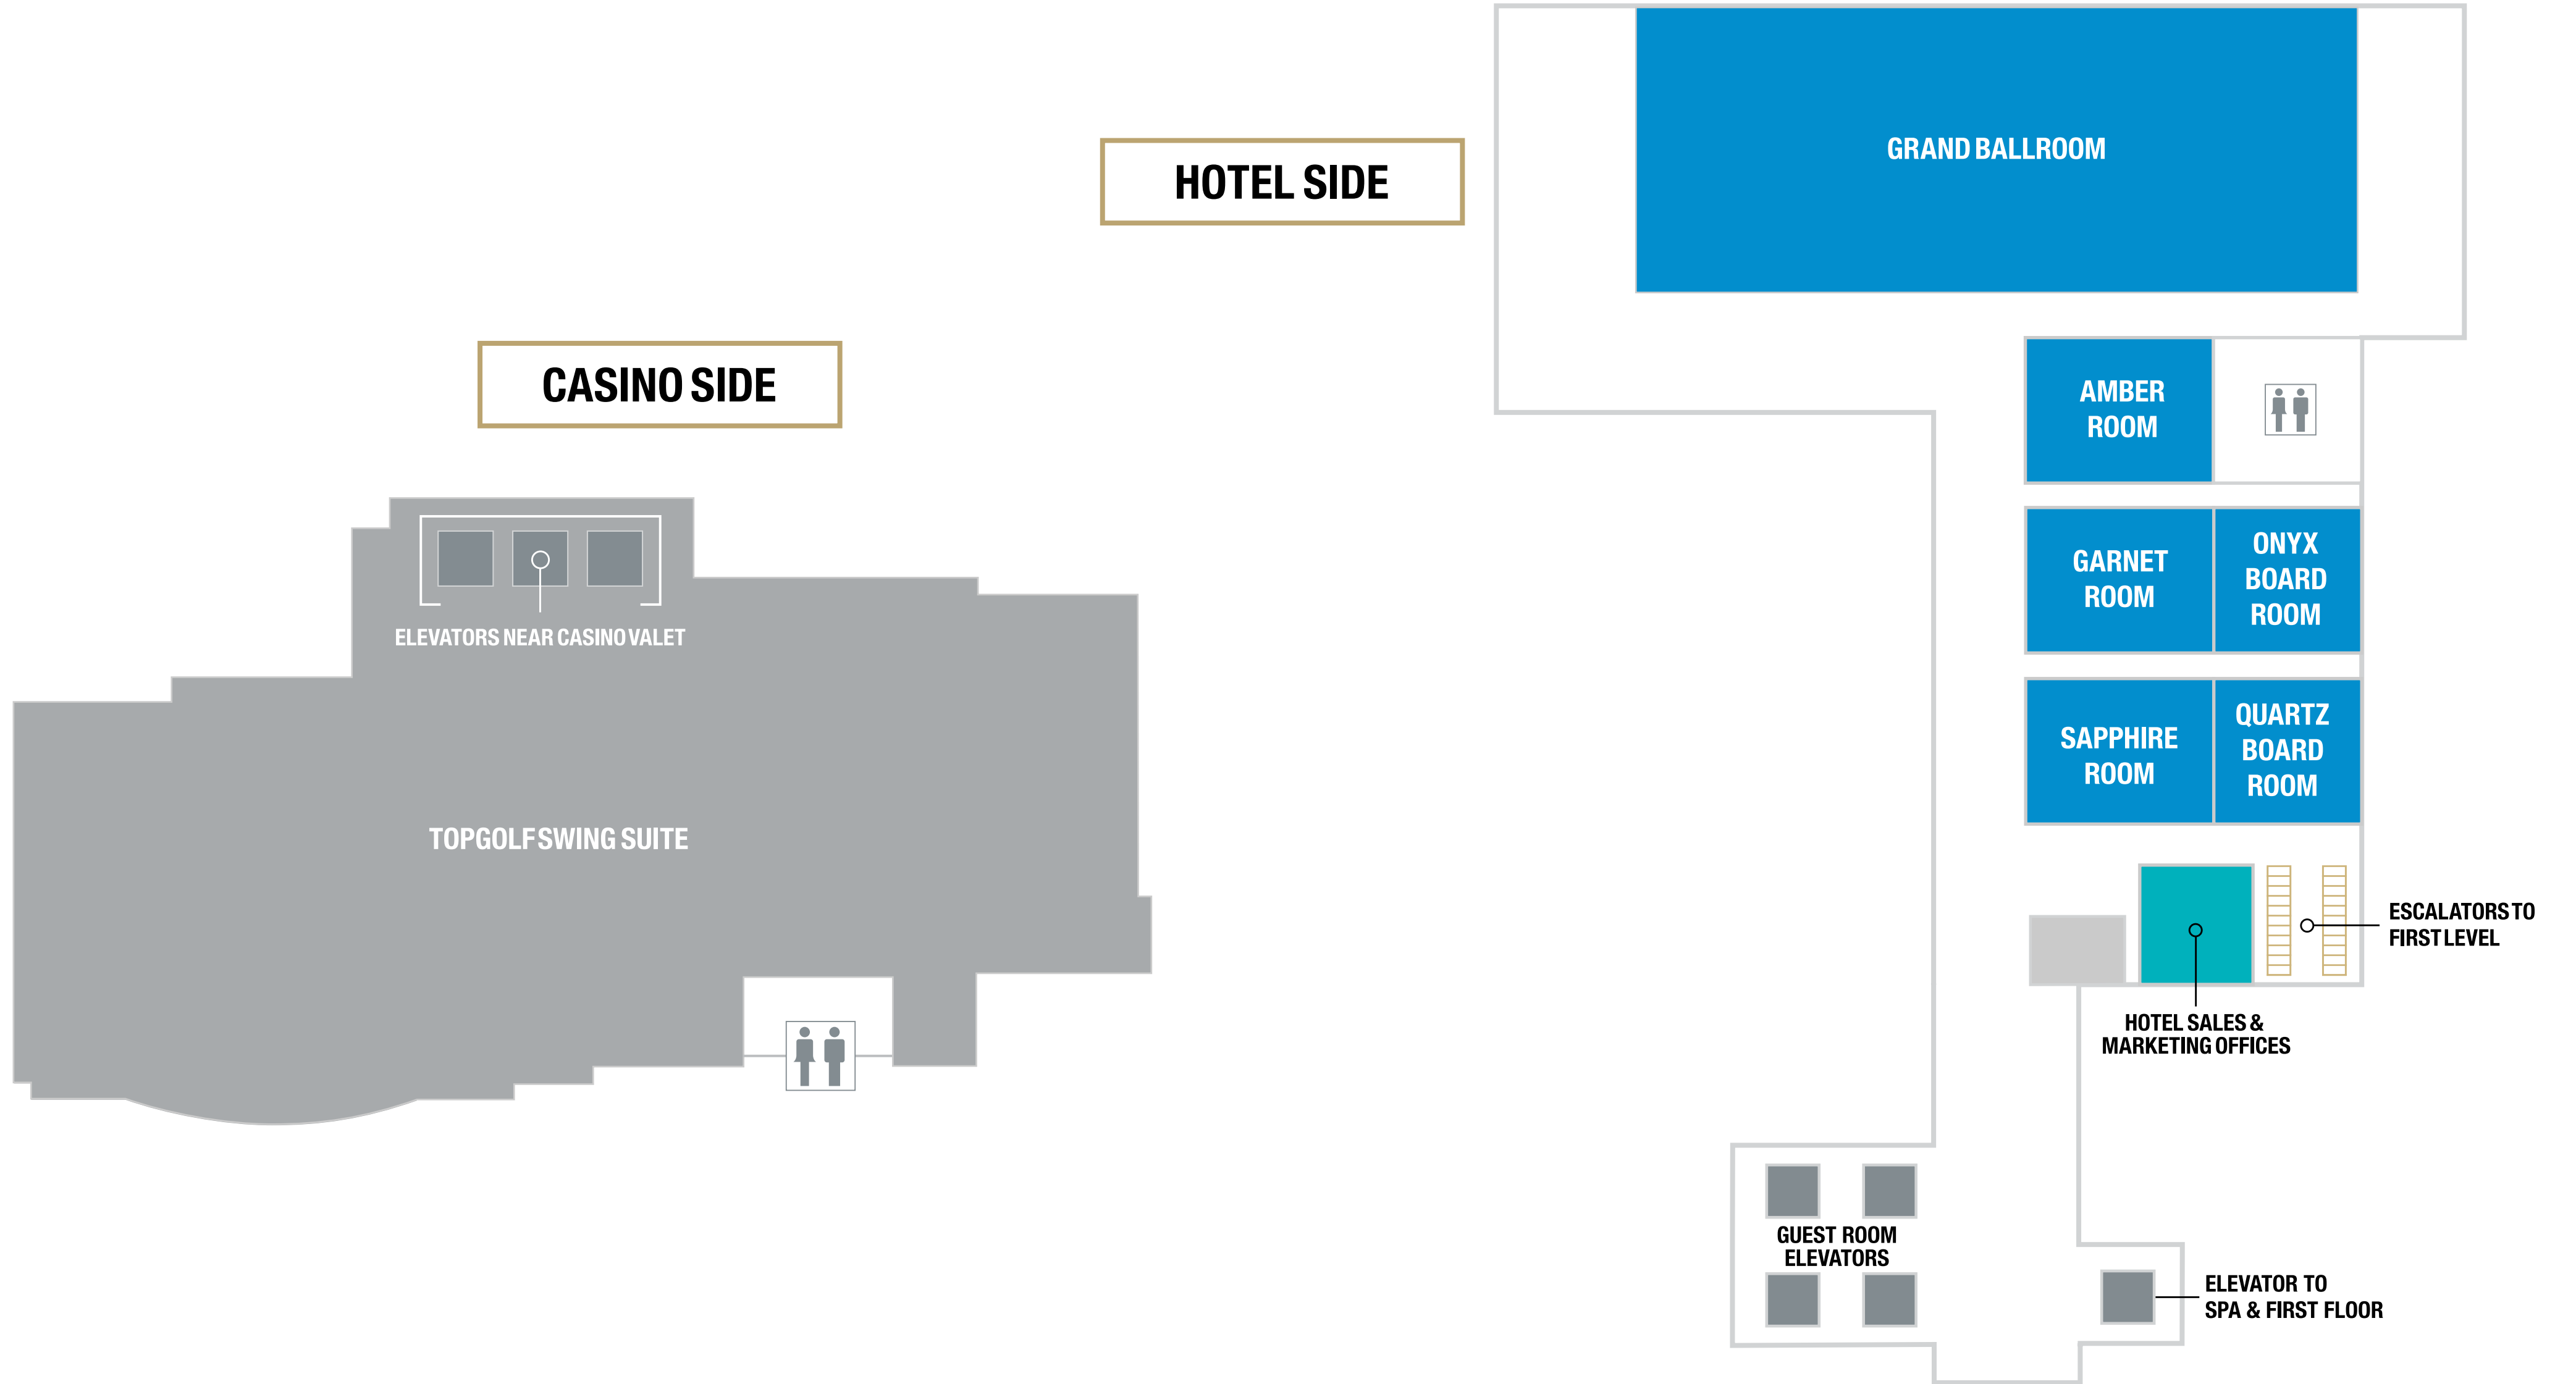 GRAND BALLROOM
HOTEL SIDE
CASINO SIDE
AMBER
ROOM
GARNET
ROOM
ONYX
BOARD
ROOM
ELEVATORS NEAR CASINO VALET
SAPPHIRE
ROOM
QUARTZ
BOARD
ROOM
TOPGOLF SWING SUITE
ESCALATORS TO
FIRST LEVEL
HOTEL SALES &
MARKETING OFFICES
GUEST ROOM
ELEVATORS
ELEVATOR TO
SPA & FIRST FLOOR